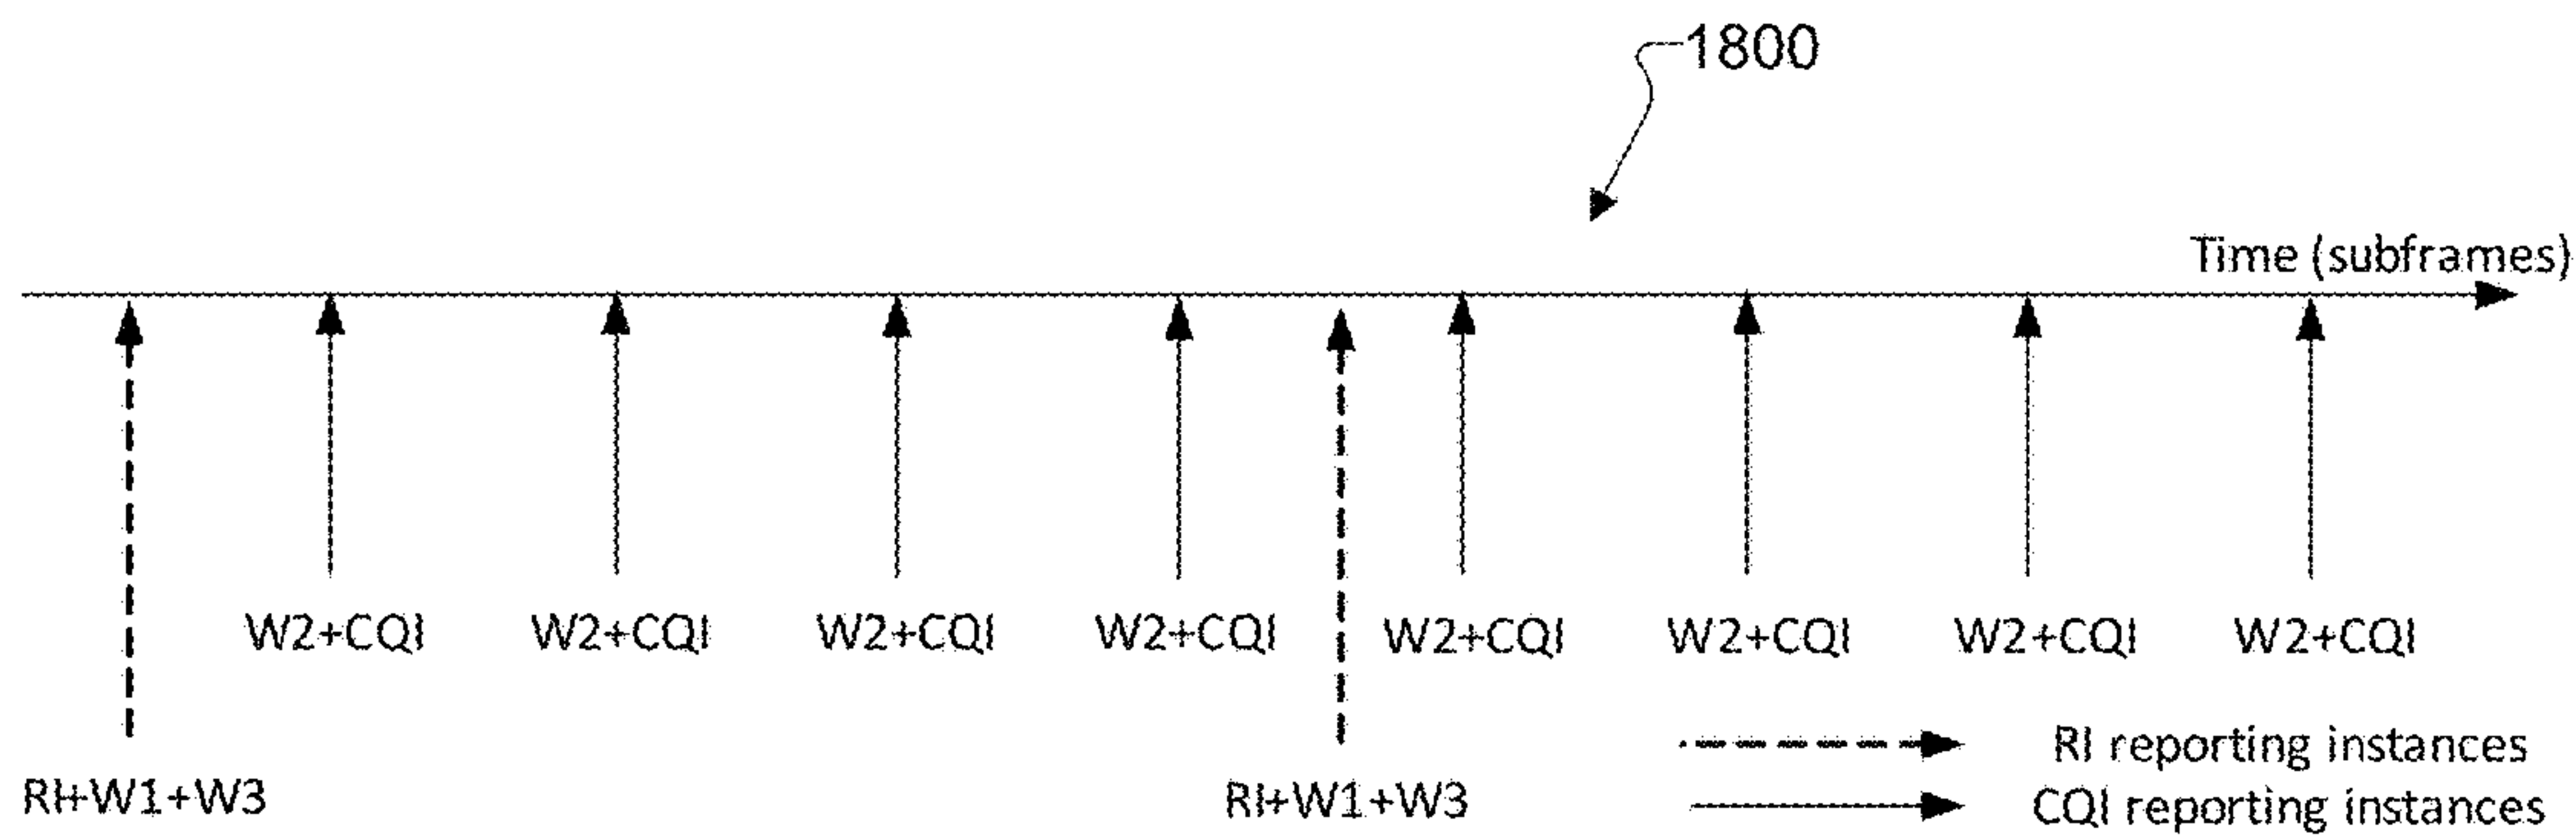 1800
Time (subframes)
W2+CQI W2+CQI W2+CQI W2+CQI W2+CQI W2+CQI W2+CQI W2+CQI
RI reporting instances
RI+W1+W3 RI+W1+W3 CQI reporting instances